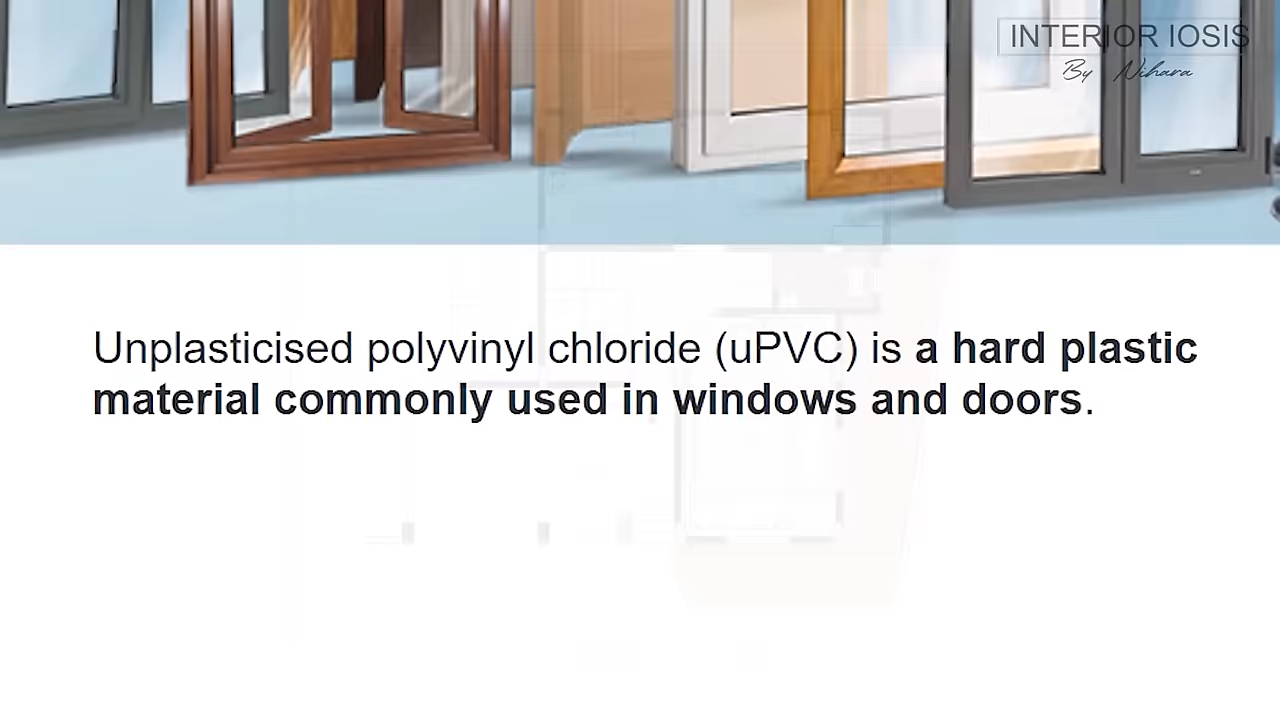 INTERIOR IOSIS
By Nihara
Unplasticised polyvinyl chloride (uPVC) is a hard plastic
material commonly used in windows and doors.